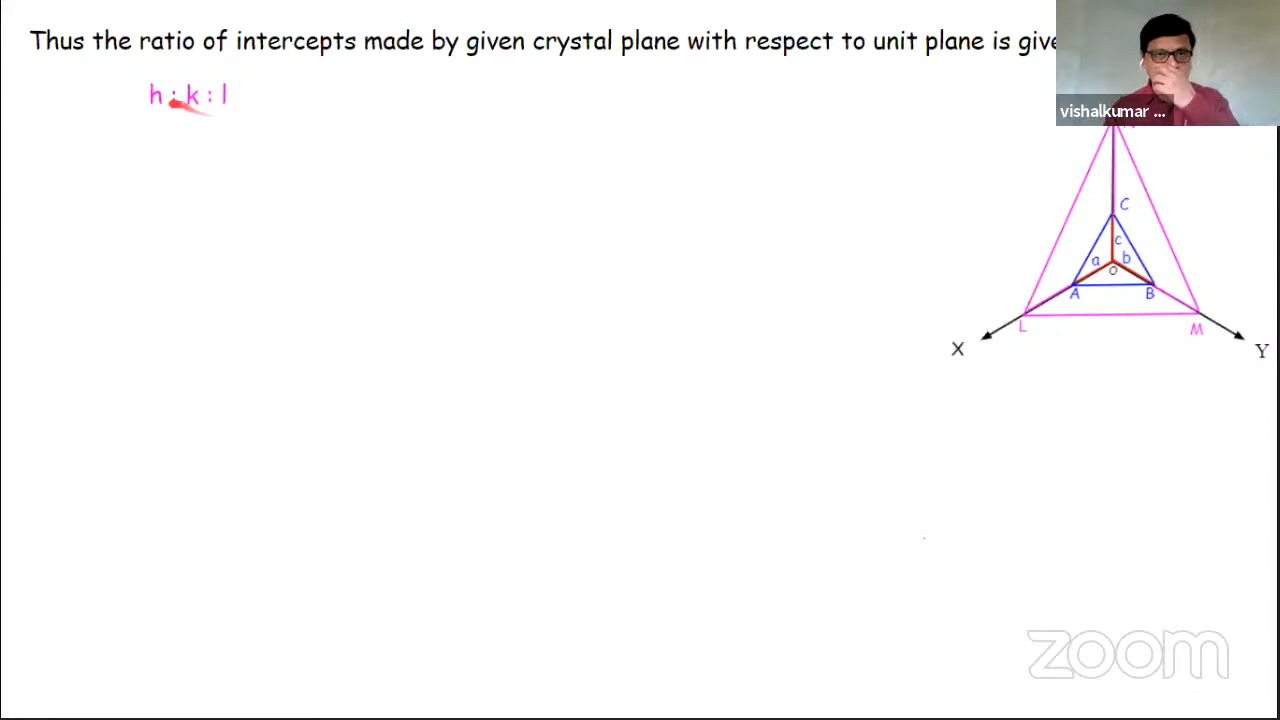 Thus the ratio of intercepts made by given crystal plane with respect to unit plane is give
h : k : l
vishalkumar ...
C
c
a
b
O
A
B
L
M
X
Y
zoom